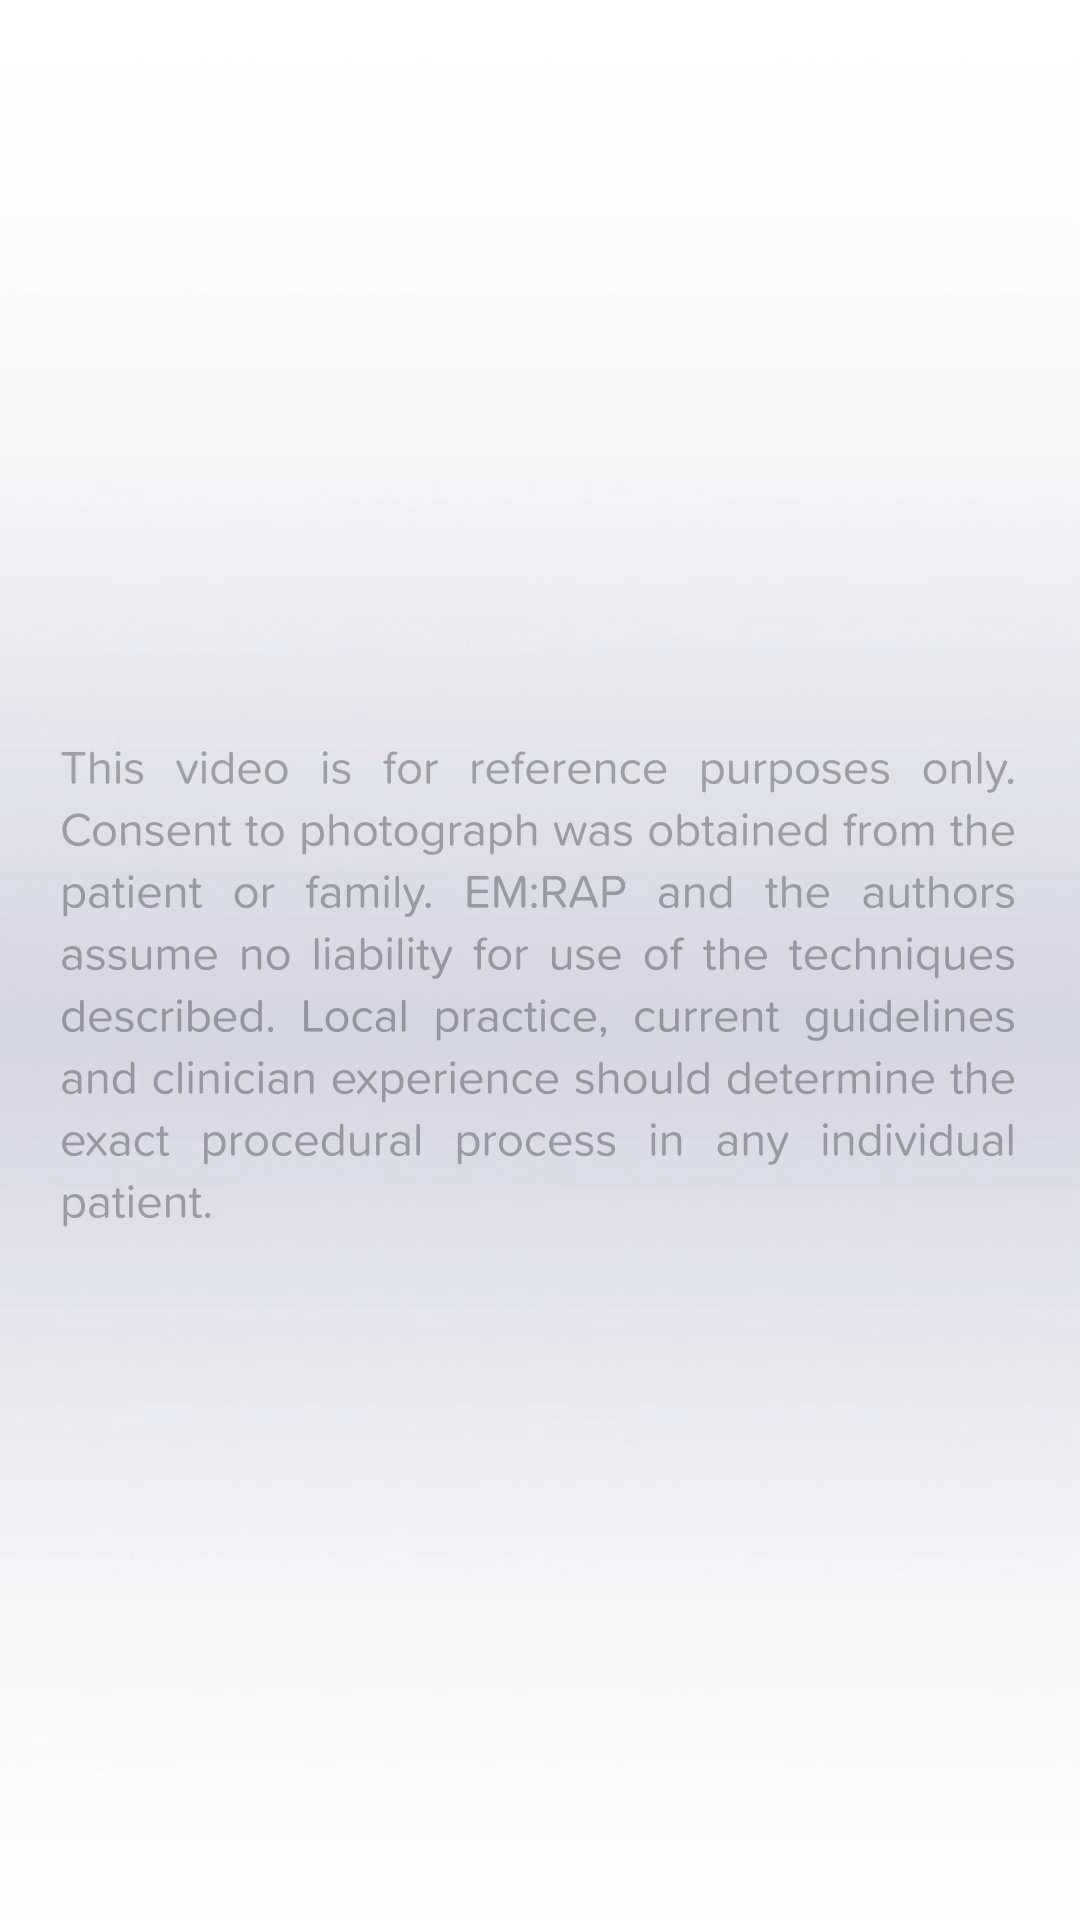 This video is for reference purposes only.
Consent to photograph was obtained from the
patient or family. EM:RAP and the authors
assume no liability for use of the techniques
described. Local practice, current guidelines
and clinician experience should determine the
exact procedural process in any individual
patient.